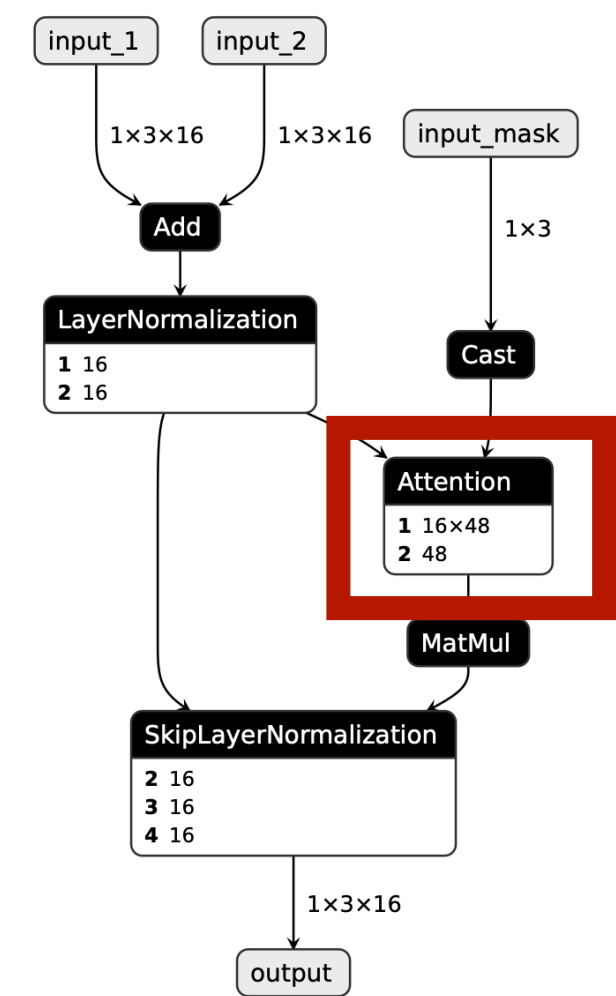 input_1
input_2
1×3×16
1×3×16
input_mask
Add
1×3
LayerNormalization
1 16
2 16
Cast
Attention
1 16×48
2 48
MatMul
SkipLayerNormalization
2 16
3 16
4 16
1×3×16
output